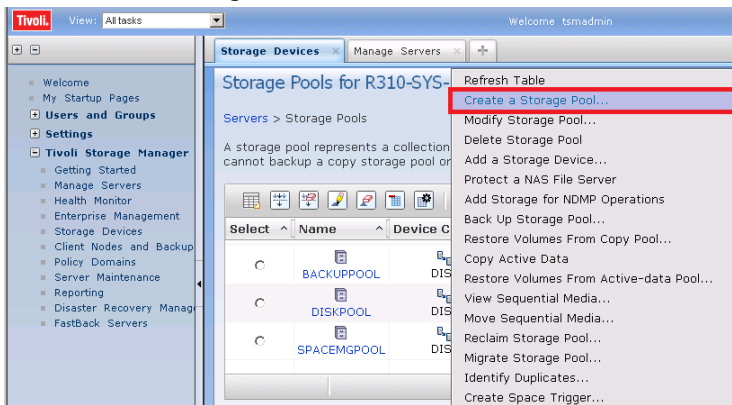 Tivoli. View: All tasks Welcome tsmadmin
Storage Devices Manage Servers
Welcome
My Startup Pages
Users and Groups
Settings
Tivoli Storage Manager
Getting Started
Manage Servers
Health Monitor
Enterprise Management
Storage Devices
Client Nodes and Backup
Policy Domains
Server Maintenance
Reporting
Disaster Recovery Manag
FastBack Servers
Storage Pools for R310-SYS-
Servers > Storage Pools
A storage pool represents a collection
cannot backup a copy storage pool or
Select Name Device C
BACKUPPOOL DIS
DISKPOOL DIS
SPACEMGPOOL DIS
Refresh Table
Create a Storage Pool...
Modify Storage Pool...
Delete Storage Pool
Add a Storage Device...
Protect a NAS File Server
Add Storage for NDMP Operations
Back Up Storage Pool...
Restore Volumes From Copy Pool...
Copy Active Data
Restore Volumes From Active-data Pool...
View Sequential Media...
Move Sequential Media...
Reclaim Storage Pool...
Migrate Storage Pool...
Identify Duplicates...
Create Space Trigger...